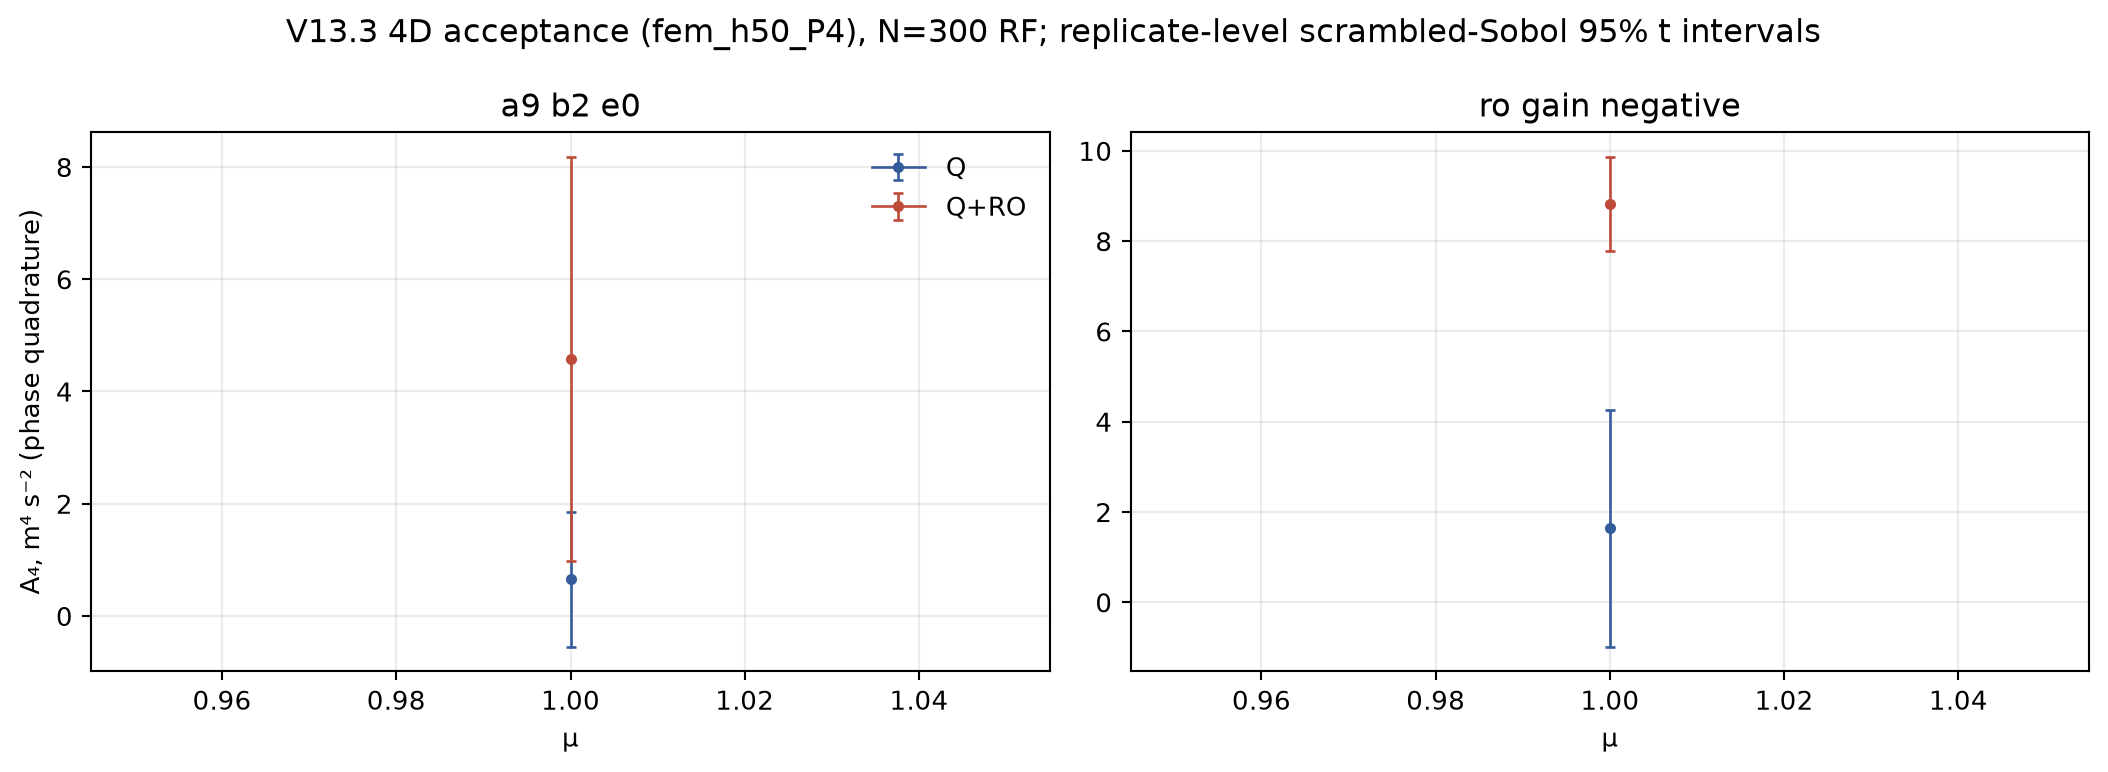 V13.3 4D acceptance (fem_h50_P4), N=300 RF; replicate-level scrambled-Sobol 95% t intervals
a9 b2 e0
A₄, m⁴ s⁻² (phase quadrature)
8
6
4
2
0
Q
Q+RO
0.96 0.98 1.00 1.02 1.04
μ
ro gain negative
10
8
6
4
2
0
0.96 0.98 1.00 1.02 1.04
μ